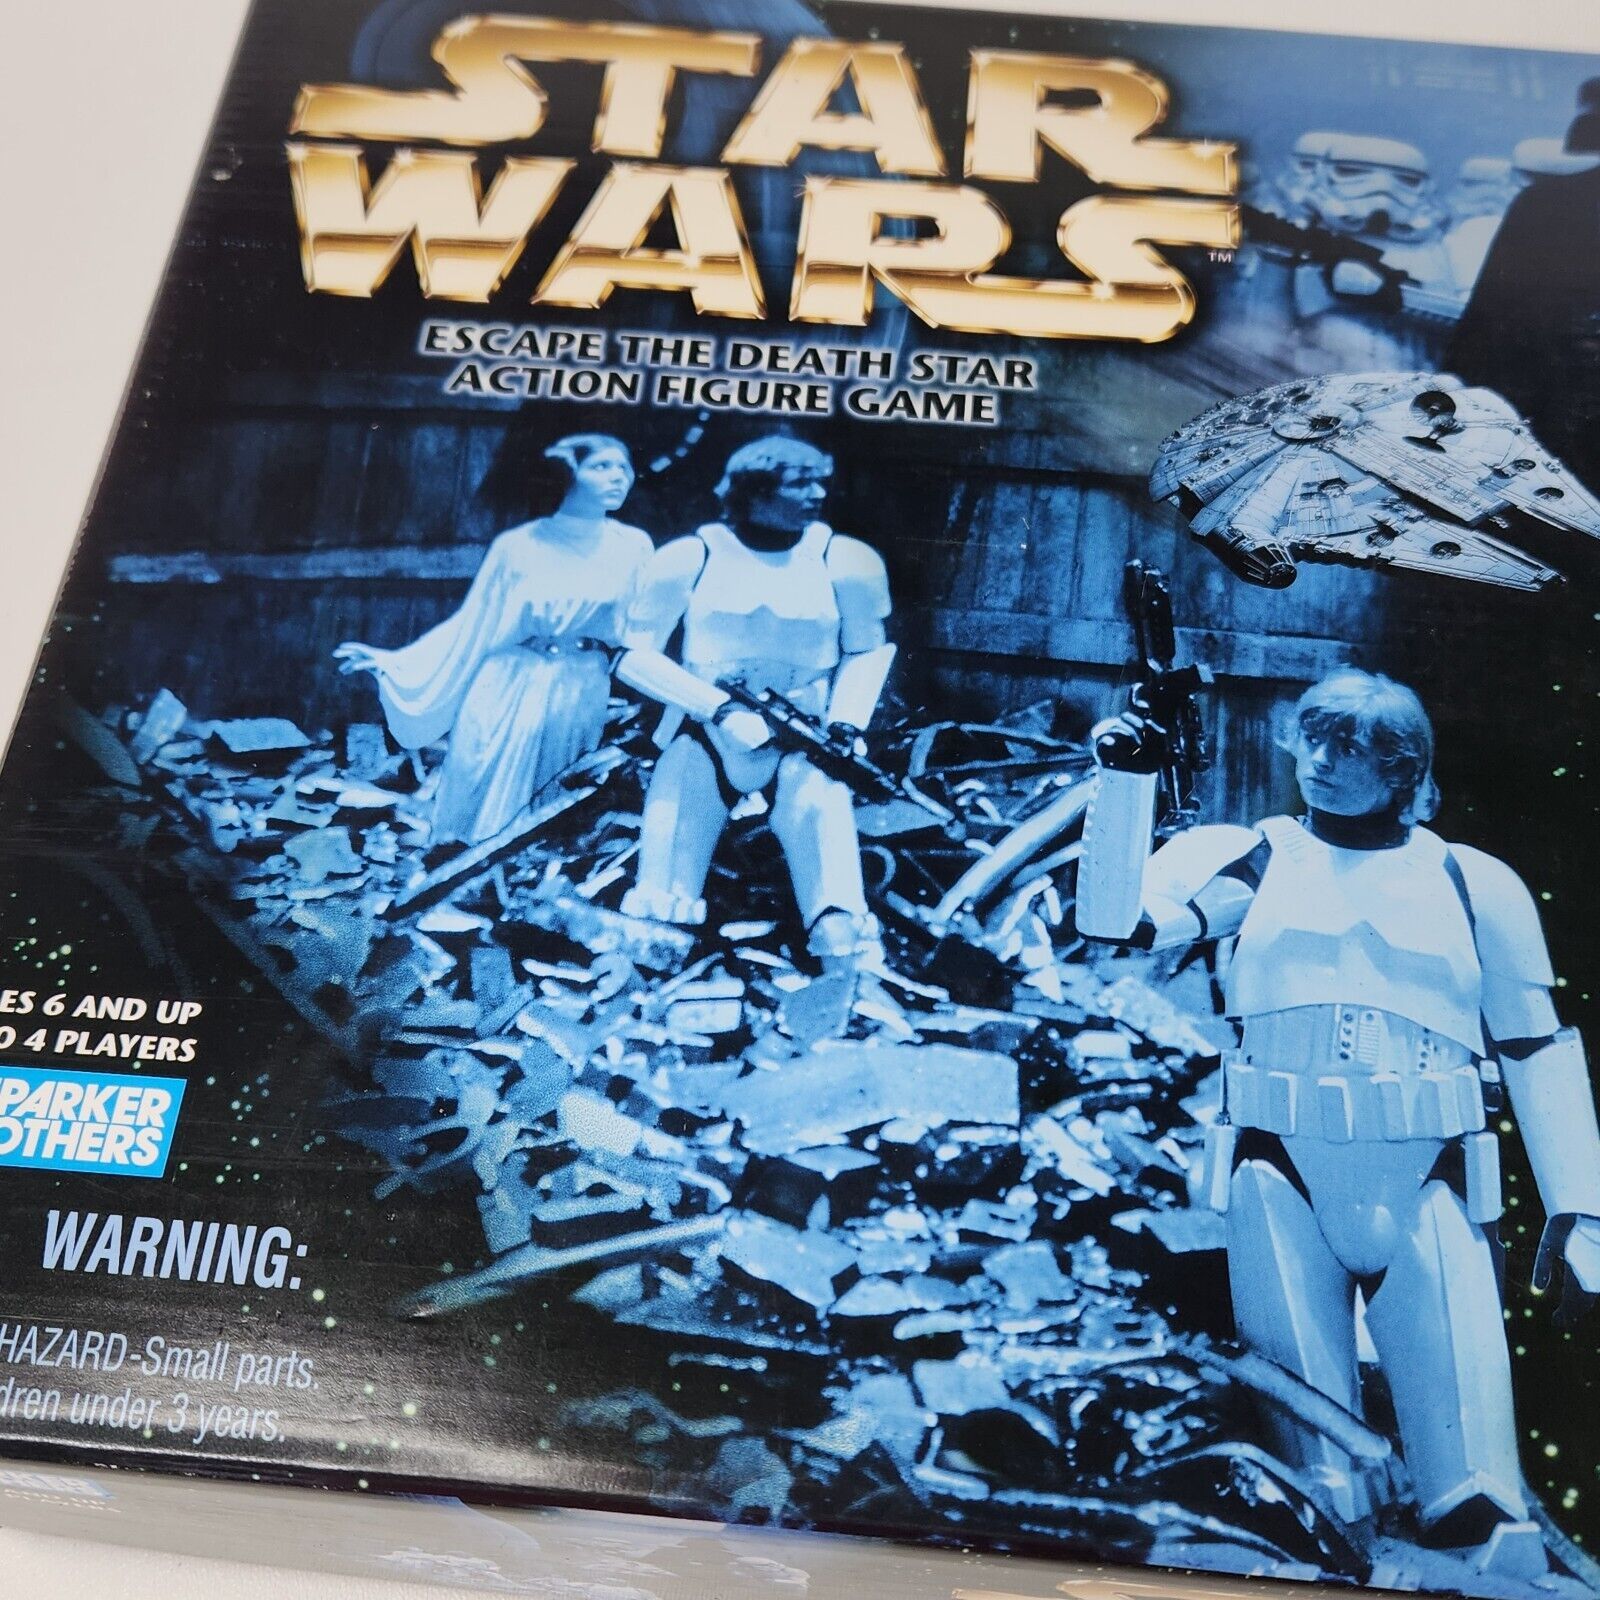 STAR
WARS
TM
ESCAPE THE DEATH STAR
ACTION FIGURE GAME
ES 6 AND UP
O 4 PLAYERS
PARKER
OTHERS
WARNING:
HAZARD-Small parts.
dren under 3 years.